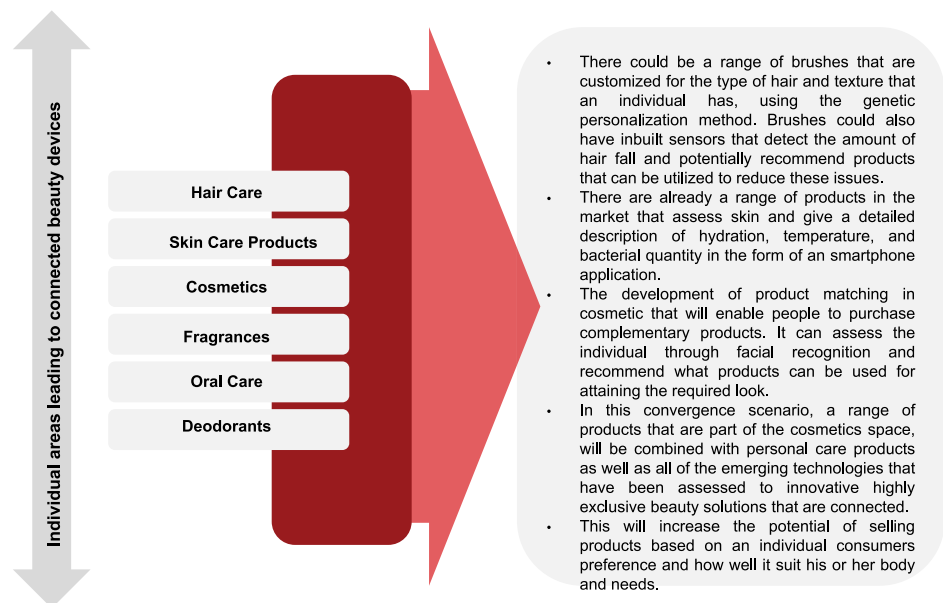 Individual areas leading to connected beauty devices
Hair Care
Skin Care Products
Cosmetics
Fragrances
Oral Care
Deodorants
• There could be a range of brushes that are
customized for the type of hair and texture that
an individual has, using the genetic
personalization method. Brushes could also
have inbuilt sensors that detect the amount of
hair fall and potentially recommend products
that can be utilized to reduce these issues.
• There are already a range of products in the
market that assess skin and give a detailed
description of hydration, temperature, and
bacterial quantity in the form of an smartphone
application.
• The development of product matching in
cosmetic that will enable people to purchase
complementary products. It can assess the
individual through facial recognition and
recommend what products can be used for
attaining the required look.
• In this convergence scenario, a range of
products that are part of the cosmetics space,
will be combined with personal care products
as well as all of the emerging technologies that
have been assessed to innovative highly
exclusive beauty solutions that are connected.
• This will increase the potential of selling
products based on an individual consumers
preference and how well it suit his or her body
and needs.